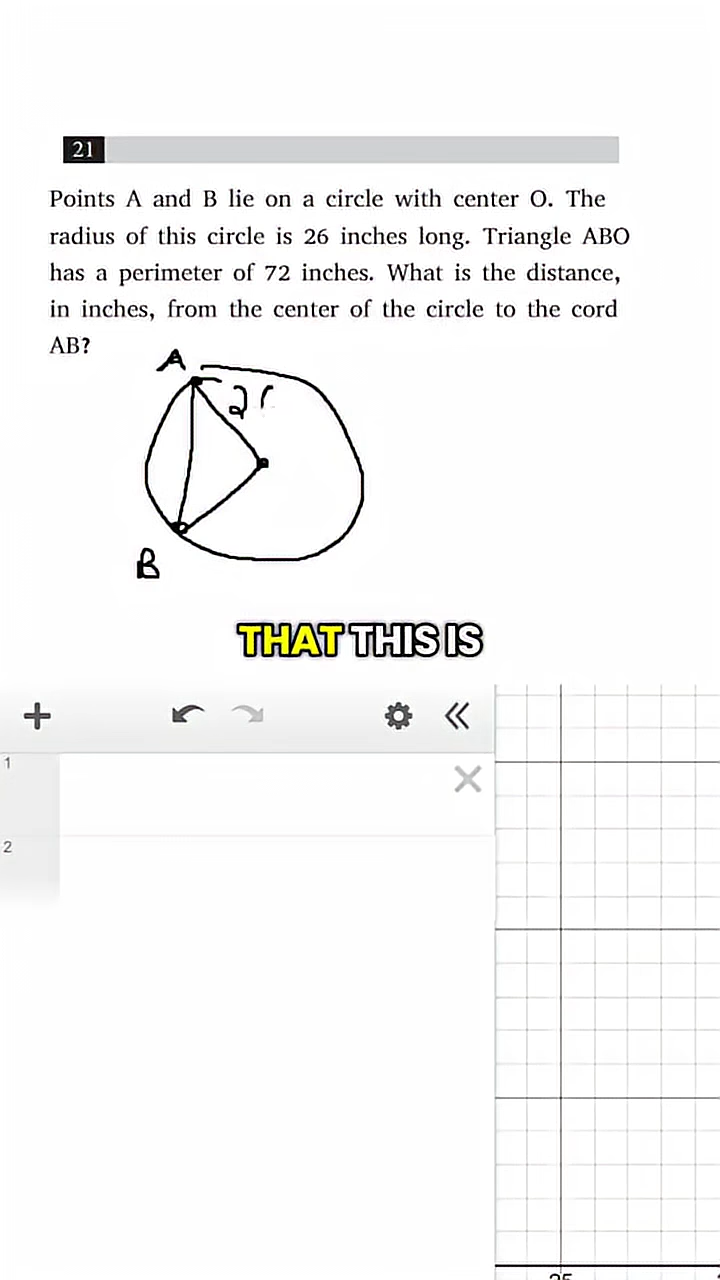 21
Points A and B lie on a circle with center O. The
radius of this circle is 26 inches long. Triangle ABO
has a perimeter of 72 inches. What is the distance,
in inches, from the center of the circle to the cord
AB?
A
B
THAT THIS IS
1
2